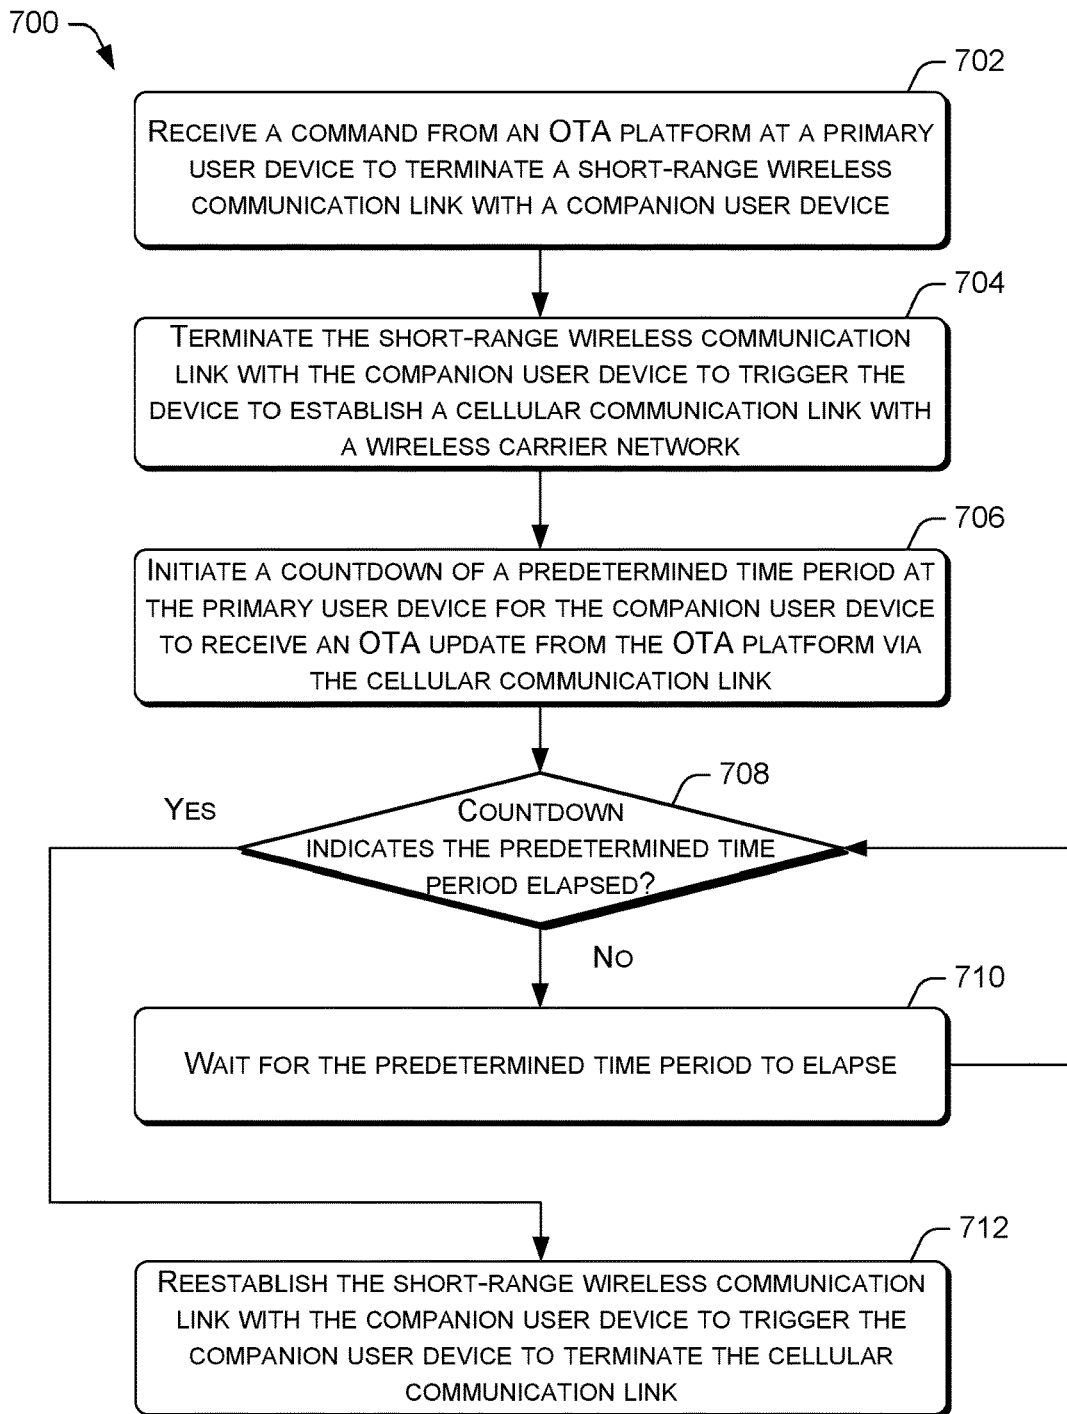 700
702
RECEIVE A COMMAND FROM AN OTA PLATFORM AT A PRIMARY
USER DEVICE TO TERMINATE A SHORT-RANGE WIRELESS
COMMUNICATION LINK WITH A COMPANION USER DEVICE
704
TERMINATE THE SHORT-RANGE WIRELESS COMMUNICATION
LINK WITH THE COMPANION USER DEVICE TO TRIGGER THE
DEVICE TO ESTABLISH A CELLULAR COMMUNICATION LINK WITH
A WIRELESS CARRIER NETWORK
706
INITIATE A COUNTDOWN OF A PREDETERMINED TIME PERIOD AT
THE PRIMARY USER DEVICE FOR THE COMPANION USER DEVICE
TO RECEIVE AN OTA UPDATE FROM THE OTA PLATFORM VIA
THE CELLULAR COMMUNICATION LINK
708
YES
COUNTDOWN
INDICATES THE PREDETERMINED TIME
PERIOD ELAPSED?
NO
710
WAIT FOR THE PREDETERMINED TIME PERIOD TO ELAPSE
712
REESTABLISH THE SHORT-RANGE WIRELESS COMMUNICATION
LINK WITH THE COMPANION USER DEVICE TO TRIGGER THE
COMPANION USER DEVICE TO TERMINATE THE CELLULAR
COMMUNICATION LINK